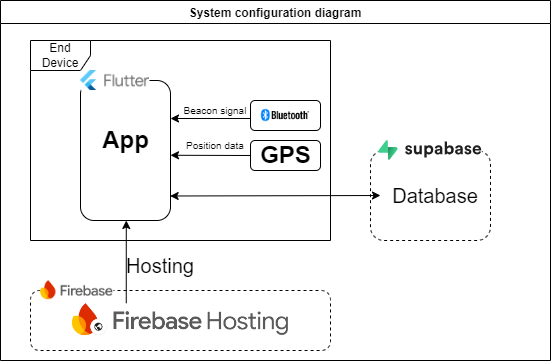 System configuration diagram
End
Device
Flutter
App
Beacon signal
Bluetooth
Position data
GPS
supabase
Database
Hosting
Firebase
Firebase Hosting